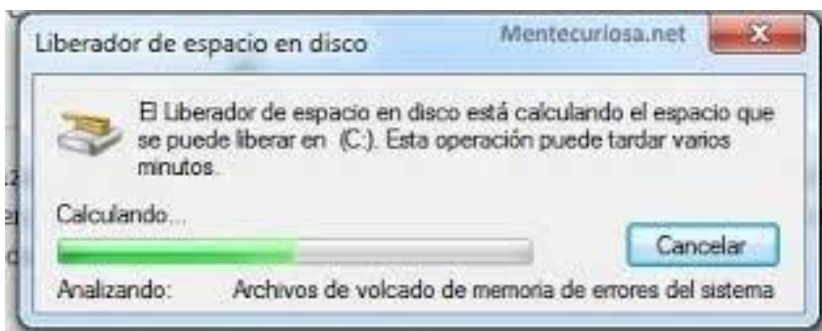 Liberador de espacio en disco
Mentecuriosa.net
El Liberador de espacio en disco está calculando el espacio que
se puede liberar en (C:). Esta operación puede tardar varios
minutos.
Calculando...
Cancelar
Analizando: Archivos de volcado de memoria de errores del sistema